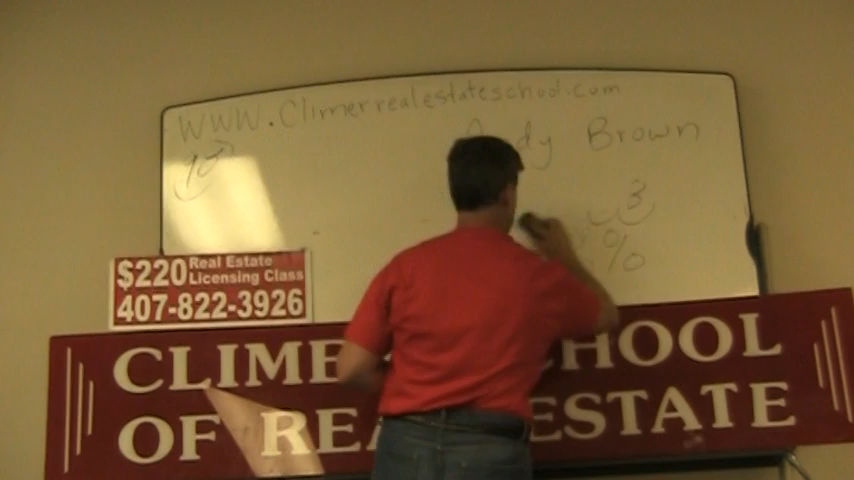 WWW.Climerrealestateschool.com
Brown
3
%
$220 Real Estate
Licensing Class
407-822-3926
CLIME CHOOL
OF REA ESTATE